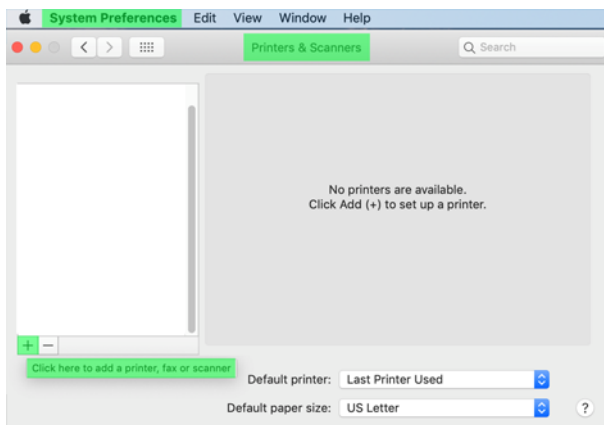 System Preferences Edit View Window Help
Printers & Scanners
Search
No printers are available.
Click Add (+) to set up a printer.
+ −
Click here to add a printer, fax or scanner
Default printer: Last Printer Used
Default paper size: US Letter ?